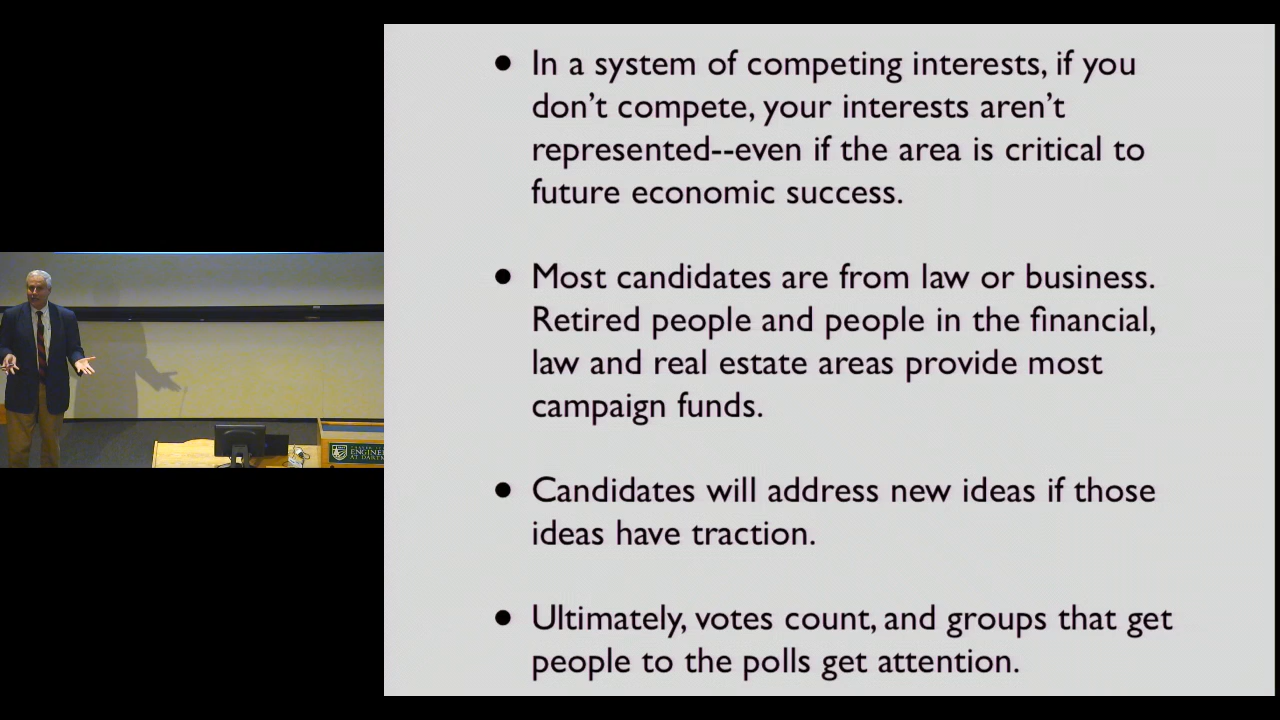 • In a system of competing interests, if you
don't compete, your interests aren't
represented--even if the area is critical to
future economic success.
• Most candidates are from law or business.
Retired people and people in the financial,
law and real estate areas provide most
campaign funds.
• Candidates will address new ideas if those
ideas have traction.
• Ultimately, votes count, and groups that get
people to the polls get attention.